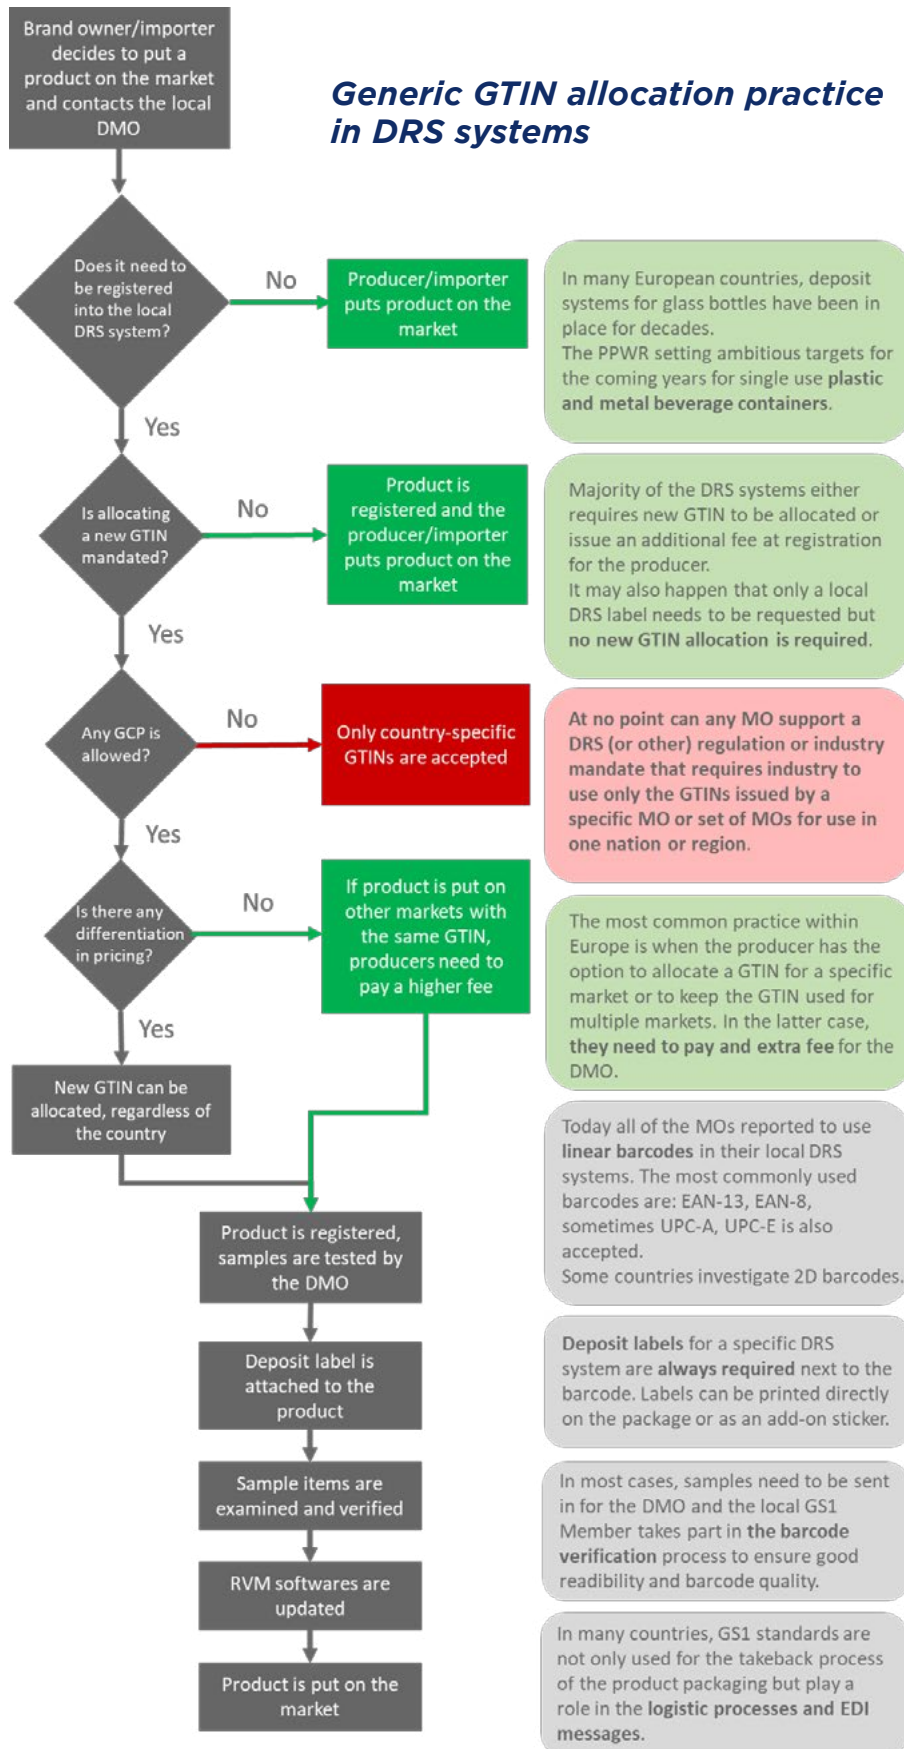 Brand owner/importer
decides to put a
product on the market
and contacts the local
DMO
Generic GTIN allocation practice
in DRS systems
Does it need to
be registered
into the local
DRS system?
No
Producer/importer
puts product on the
market
In many European countries, deposit
systems for glass bottles have been in
place for decades.
The PPWR setting ambitious targets for
the coming years for single use plastic
and metal beverage containers.
Yes
Is allocating
a new GTIN
mandated?
No
Product is
registered and the
producer/importer
puts product on the
market
Majority of the DRS systems either
requires new GTIN to be allocated or
issue an additional fee at registration
for the producer.
It may also happen that only a local
DRS label needs to be requested but
no new GTIN allocation is required.
Yes
Any GCP is
allowed?
No
Only country-specific
GTINs are accepted
At no point can any MO support a
DRS (or other) regulation or industry
mandate that requires industry to
use only the GTINs issued by a
specific MO or set of MOs for use in
one nation or region.
Yes
Is there any
differentiation
in pricing?
No
If product is put on
other markets with
the same GTIN,
producers need to
pay a higher fee
The most common practice within
Europe is when the producer has the
option to allocate a GTIN for a specific
market or to keep the GTIN used for
multiple markets. In the latter case,
they need to pay and extra fee for the
DMO.
Yes
New GTIN can be
allocated, regardless of
the country
Today all of the MOs reported to use
linear barcodes in their local DRS
systems. The most commonly used
barcodes are: EAN-13, EAN-8,
sometimes UPC-A, UPC-E is also
accepted.
Some countries investigate 2D barcodes.
Product is registered,
samples are tested by
the DMO
Deposit label is
attached to the
product
Deposit labels for a specific DRS
system are always required next to the
barcode. Labels can be printed directly
on the package or as an add-on sticker.
Sample items are
examined and verified
In most cases, samples need to be sent
in for the DMO and the local GS1
Member takes part in the barcode
verification process to ensure good
readibility and barcode quality.
RVM softwares are
updated
Product is put on the
market
In many countries, GS1 standards are
not only used for the takeback process
of the product packaging but play a
role in the logistic processes and EDI
messages.